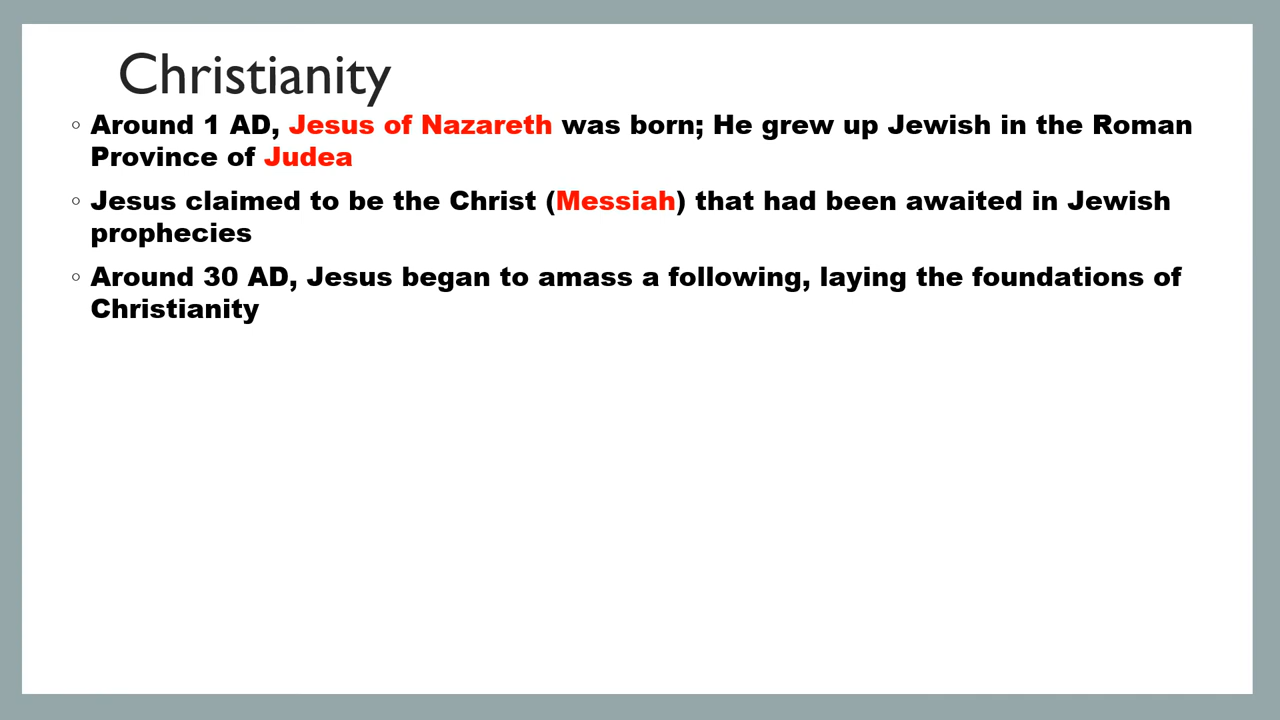 Christianity
◦ Around 1 AD, Jesus of Nazareth was born; He grew up Jewish in the Roman
Province of Judea
◦ Jesus claimed to be the Christ (Messiah) that had been awaited in Jewish
prophecies
◦ Around 30 AD, Jesus began to amass a following, laying the foundations of
Christianity